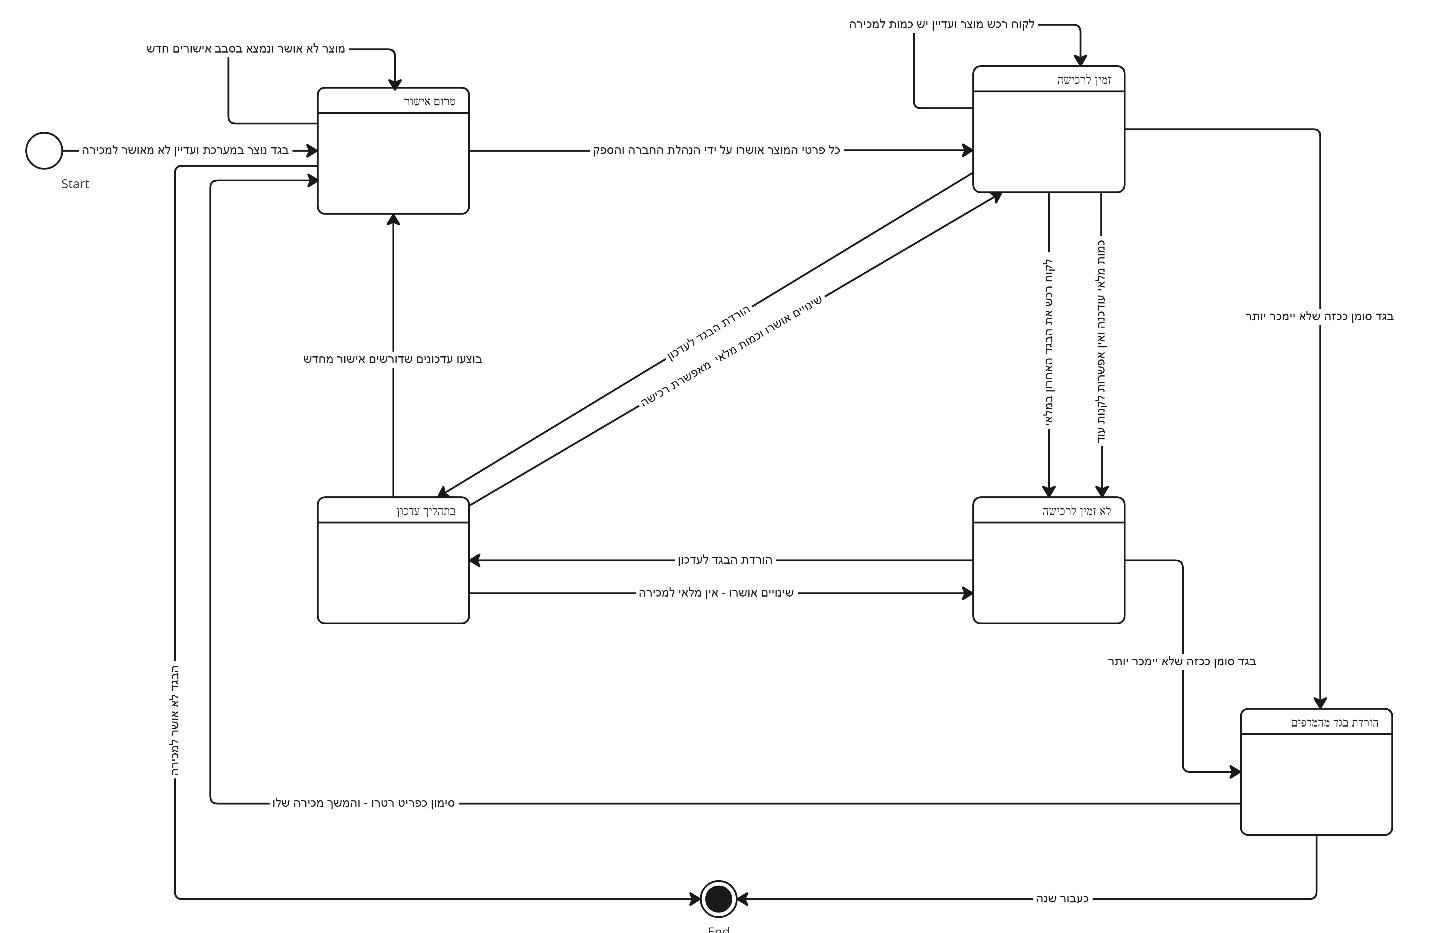 לקוח רכש מוצר ועדיין יש כמות למכירה
מוצר לא אושר ונמצא בסבב אישורים חדש
זמין לרכישה
טרום אישור
בגד נוצר במערכת ועדיין לא מאושר למכירה
כל פרטי המוצר אושרו על ידי הנהלת החברה והספק
Start
הורדת הבגד לעדכון
שינויים אושרו וכמות מלאי מאפשרת רכישה
לקוח רכש את הבגד האחרון במלאי
כמות מלאי עודכנה ואין אפשרות לקנות עוד
בגד סומן ככזה שלא יימכר יותר
בוצעו עדכונים שדורשים אישור מחדש
בתהליך עדכון
לא זמין לרכישה
הורדת הבגד לעדכון
שינויים אושרו - אין מלאי למכירה
בגד סומן ככזה שלא יימכר יותר
הבגד לא אושר למכירה
הורדת בגד מהמדפים
סימון כפריט רטרו - והמשך מכירה שלו
כעבור שנה
End